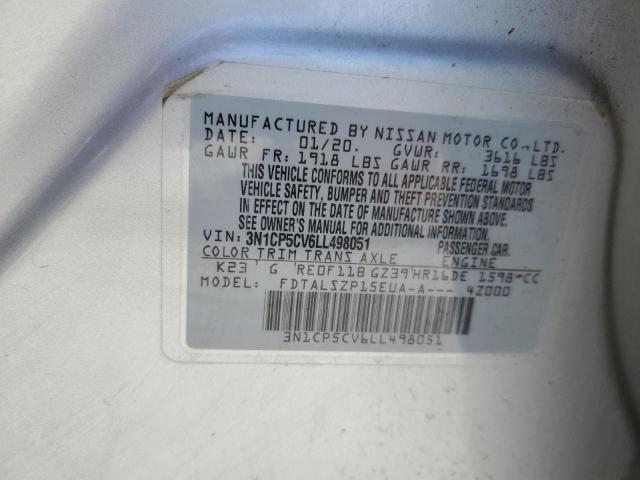 MANUFACTURED BY NISSAN MOTOR CO.,LTD.
DATE: 01/20. GVWR: 3616 LBS
GAWR FR: 1918 LBS GAWR RR: 1698 LBS
THIS VEHICLE CONFORMS TO ALL APPLICABLE FEDERAL MOTOR
VEHICLE SAFETY, BUMPER AND THEFT PREVENTION STANDARDS
IN EFFECT ON THE DATE OF MANUFACTURE SHOWN ABOVE.
SEE OWNER'S MANUAL FOR ADDITIONAL INFORMATION.
VIN: 3N1CP5CV6LL498051 PASSENGER CAR.
COLOR TRIM TRANS AXLE ENGINE
K23 G RE0F11B GZ39 HR16DE 1598 CC
MODEL: FDTALSZP15EUA-A--- 4Z000
3N1CP5CV6LL498051